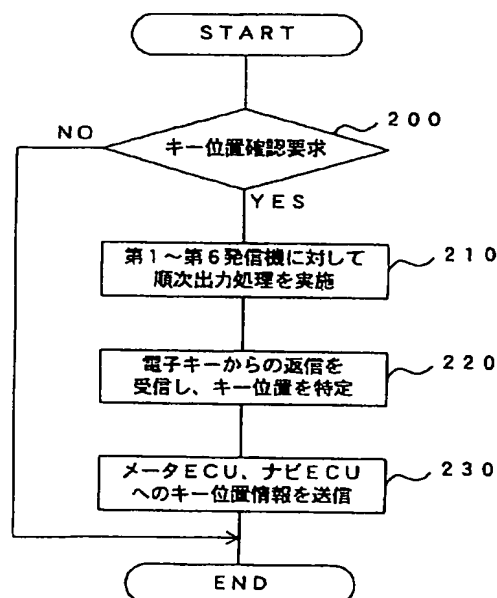 ＳＴＡＲＴ
２００
ＮＯ
キー位置確認要求
ＹＥＳ
第１～第６発信機に対して
順次出力処理を実施
２１０
電子キーからの返信を
受信し、キー位置を特定
２２０
メータＥＣＵ、ナビＥＣＵ
へのキー位置情報を送信
２３０
ＥＮＤ